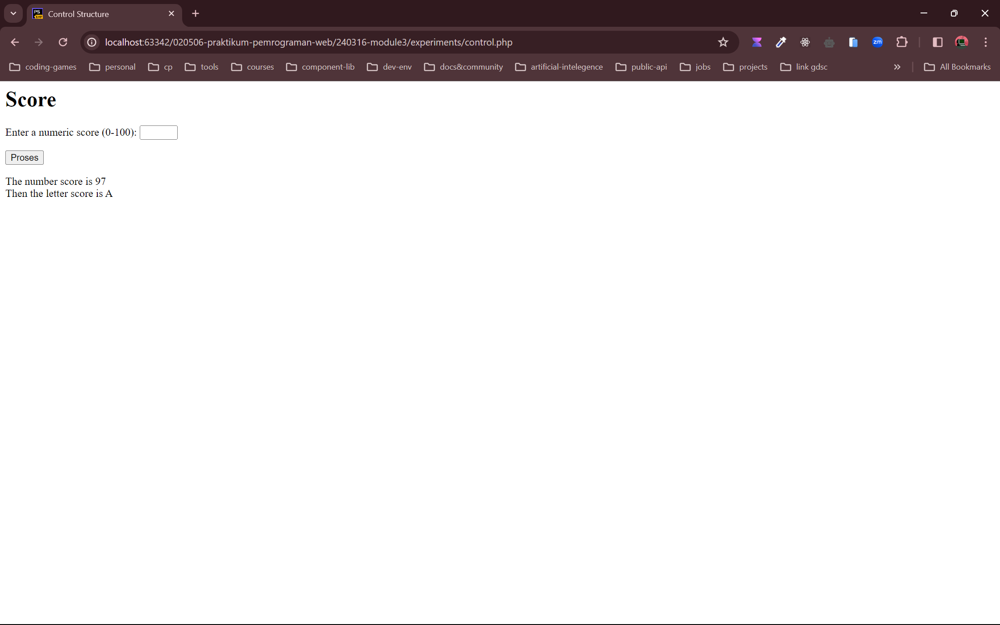 Control Structure
localhost:63342/020506-praktikum-pemrograman-web/240316-module3/experiments/control.php
zm
coding-games personal cp tools courses component-lib dev-env docs&community artificial-intelegence public-api jobs projects link gdsc All Bookmarks
Score
Enter a numeric score (0-100):
Proses
The number score is 97
Then the letter score is A